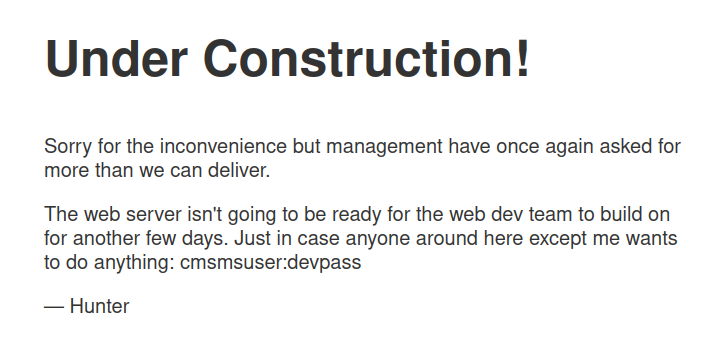 Under Construction!
Sorry for the inconvenience but management have once again asked for
more than we can deliver.
The web server isn't going to be ready for the web dev team to build on
for another few days. Just in case anyone around here except me wants
to do anything: cmsmsuser:devpass
— Hunter